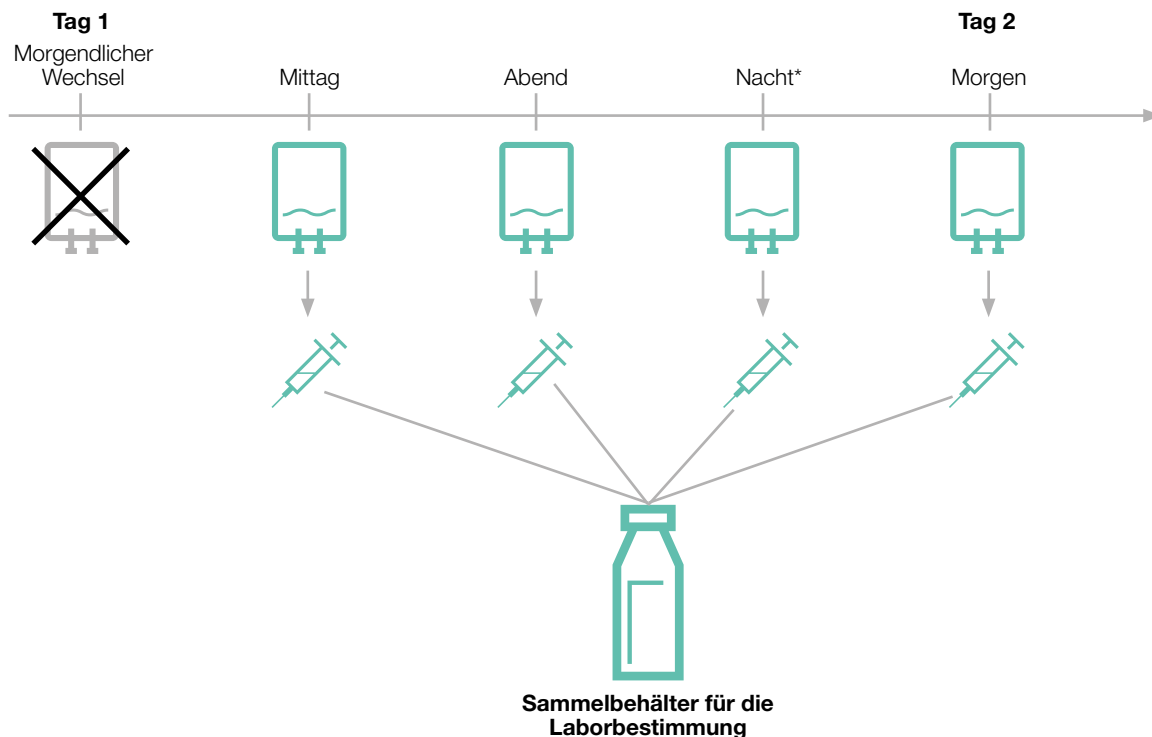 Tag 1
Morgendlicher
Wechsel
Mittag
Abend
Nacht*
Tag 2
Morgen
Sammelbehälter für die
Laborbestimmung